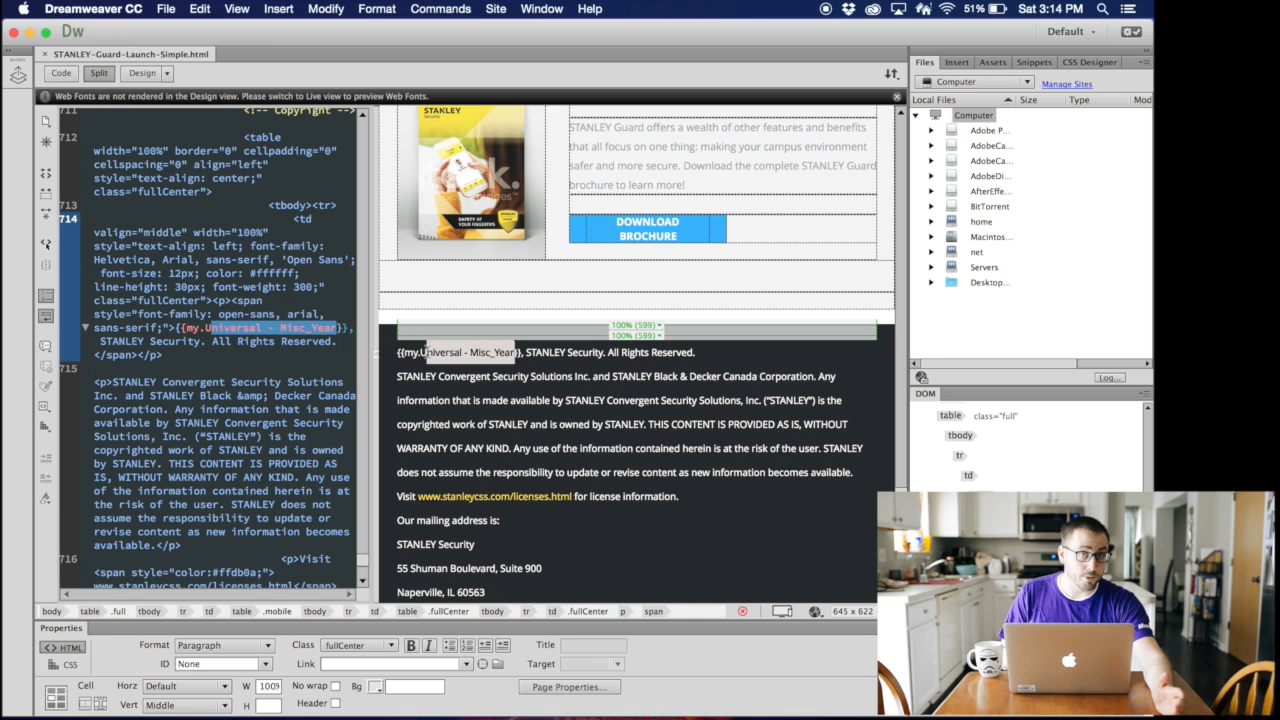 Dreamweaver CC File Edit View Insert Modify Format Commands Site Window Help 51% Sat 3:14 PM
Dw Default
× STANLEY-Guard-Launch-Simple.html
Code Split Design
Web Fonts are not rendered in the Design view. Please switch to Live view to preview Web Fonts.
711 <!-- Copyright -->
712 <table
width="100%" border="0" cellpadding="0"
cellspacing="0" align="left"
style="text-align: center;"
class="fullCenter">
713 <tbody><tr>
714 <td
valign="middle" width="100%"
style="text-align: left; font-family:
Helvetica, Arial, sans-serif, 'Open Sans';
font-size: 12px; color: #ffffff;
line-height: 30px; font-weight: 300;"
class="fullCenter"><p><span
style="font-family: open-sans, arial,
sans-serif;">{{my.Universal - Misc_Year}},
STANLEY Security. All Rights Reserved.
</span></p>
715
<p>STANLEY Convergent Security Solutions
Inc. and STANLEY Black &amp; Decker Canada
Corporation. Any information that is made
available by STANLEY Convergent Security
Solutions, Inc. ("STANLEY") is the
copyrighted work of STANLEY and is owned
by STANLEY. THIS CONTENT IS PROVIDED AS
IS, WITHOUT WARRANTY OF ANY KIND. Any use
of the information contained herein is at
the risk of the user. STANLEY does not
assume the responsibility to update or
revise content as new information becomes
available.</p>
716 <p>Visit
<span style="color:#ffdb0a;">
www.stanleycss.com/licenses.html</span>
STANLEY
Security
SAFETY AT
YOUR FINGERTIPS
STANLEY Guard offers a wealth of other features and benefits
that all focus on one thing: making your campus environment
safer and more secure. Download the complete STANLEY Guard
brochure to learn more!
DOWNLOAD
BROCHURE
100% (599)
100% (599)
{{my.Universal - Misc_Year}}, STANLEY Security. All Rights Reserved.
STANLEY Convergent Security Solutions Inc. and STANLEY Black & Decker Canada Corporation. Any
information that is made available by STANLEY Convergent Security Solutions, Inc. ("STANLEY") is the
copyrighted work of STANLEY and is owned by STANLEY. THIS CONTENT IS PROVIDED AS IS, WITHOUT
WARRANTY OF ANY KIND. Any use of the information contained herein is at the risk of the user. STANLEY
does not assume the responsibility to update or revise content as new information becomes available.
Visit www.stanleycss.com/licenses.html for license information.
Our mailing address is:
STANLEY Security
55 Shuman Boulevard, Suite 900
Naperville, IL 60563
Files Insert Assets Snippets CSS Designer
Computer Manage Sites
Local Files Size Type Mod
Computer
Adobe P...
AdobeCa...
AdobeCa...
AdobeDi...
AfterEffe...
BitTorrent
home
Macintos...
net
Servers
Desktop...
Log...
DOM
table class="full"
tbody
tr
td
body table .full tbody tr td table .mobile tbody tr td table .fullCenter tbody tr td .fullCenter p span 645 x 622
Properties
<> HTML Format Paragraph Class fullCenter B I Title
CSS ID None Link Target
Cell Horz Default W 100% No wrap Bg Page Properties...
Vert Middle H Header